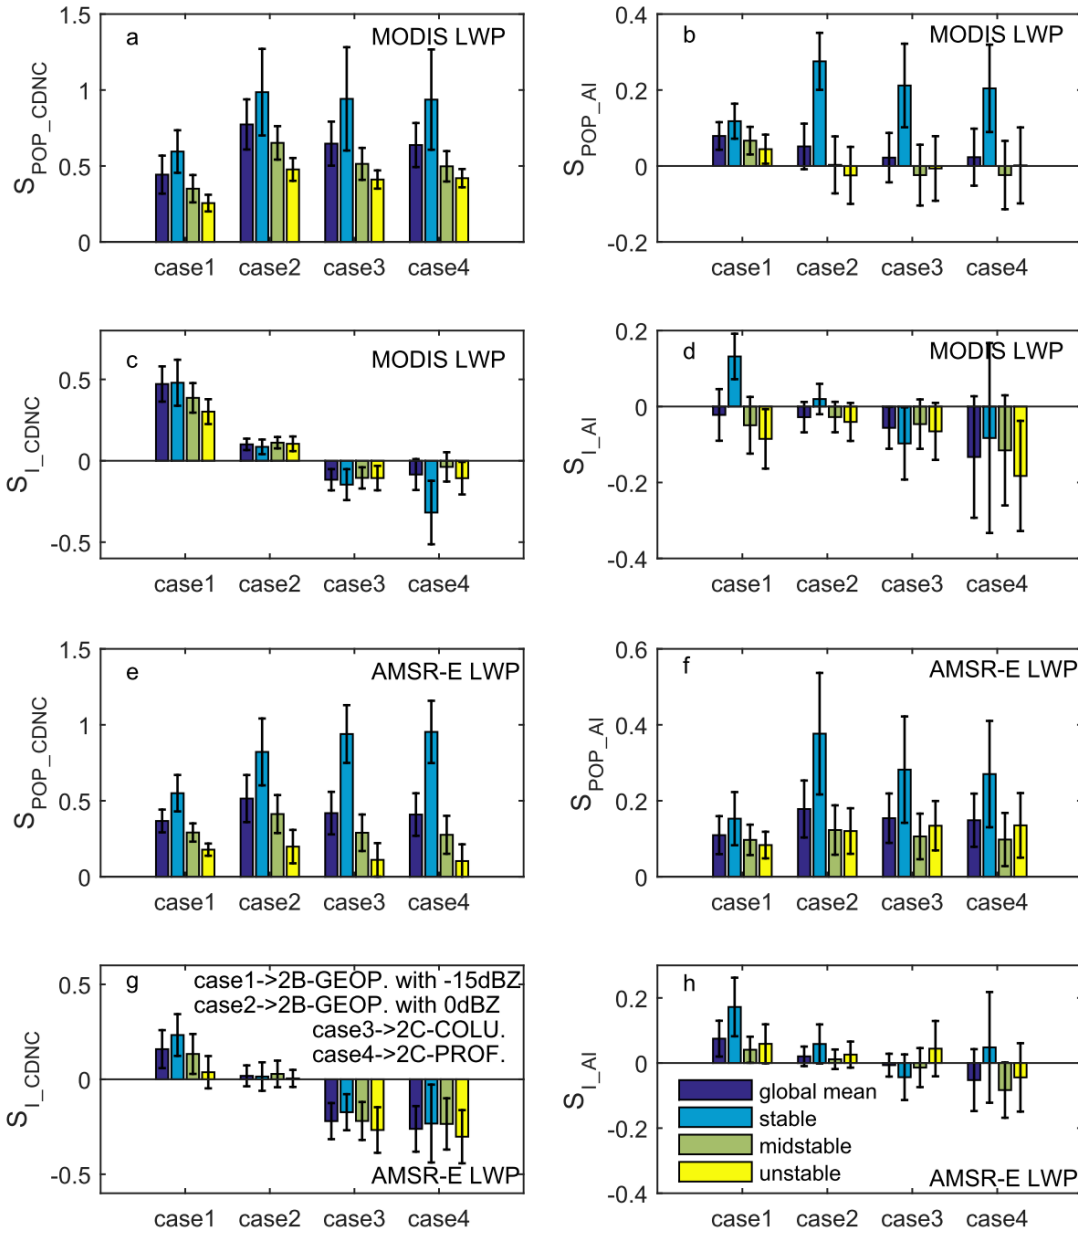 a
MODIS LWP
S_POP_CDNC
1.5
1
0.5
0
case1 case2 case3 case4
b
MODIS LWP
S_POP_AI
0.4
0.2
0
-0.2
case1 case2 case3 case4
c
MODIS LWP
S_I_CDNC
0.5
0
-0.5
case1 case2 case3 case4
d
MODIS LWP
S_I_AI
0.2
0
-0.2
-0.4
case1 case2 case3 case4
e
AMSR-E LWP
S_POP_CDNC
1.5
1
0.5
0
case1 case2 case3 case4
f
AMSR-E LWP
S_POP_AI
0.6
0.4
0.2
0
case1 case2 case3 case4
g
case1->2B-GEOP. with -15dBZ
case2->2B-GEOP. with 0dBZ
case3->2C-COLU.
case4->2C-PROF.
S_I_CDNC
0.5
0
-0.5
AMSR-E LWP
case1 case2 case3 case4
h
S_I_AI
0.2
0
-0.2
-0.4
global mean
stable
midstable
unstable
AMSR-E LWP
case1 case2 case3 case4